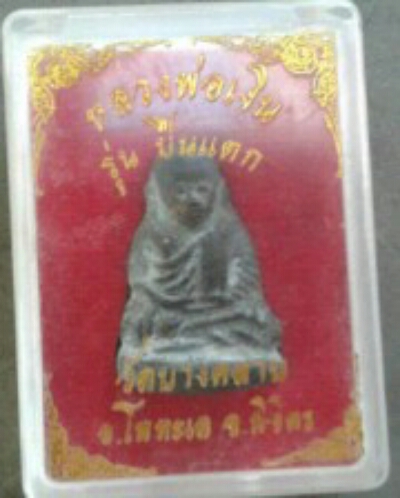 หลวงพ่อเงิน
รุ่น ปืนแตก
วัดบางคลาน
อ.โพทะเล จ.พิจิตร